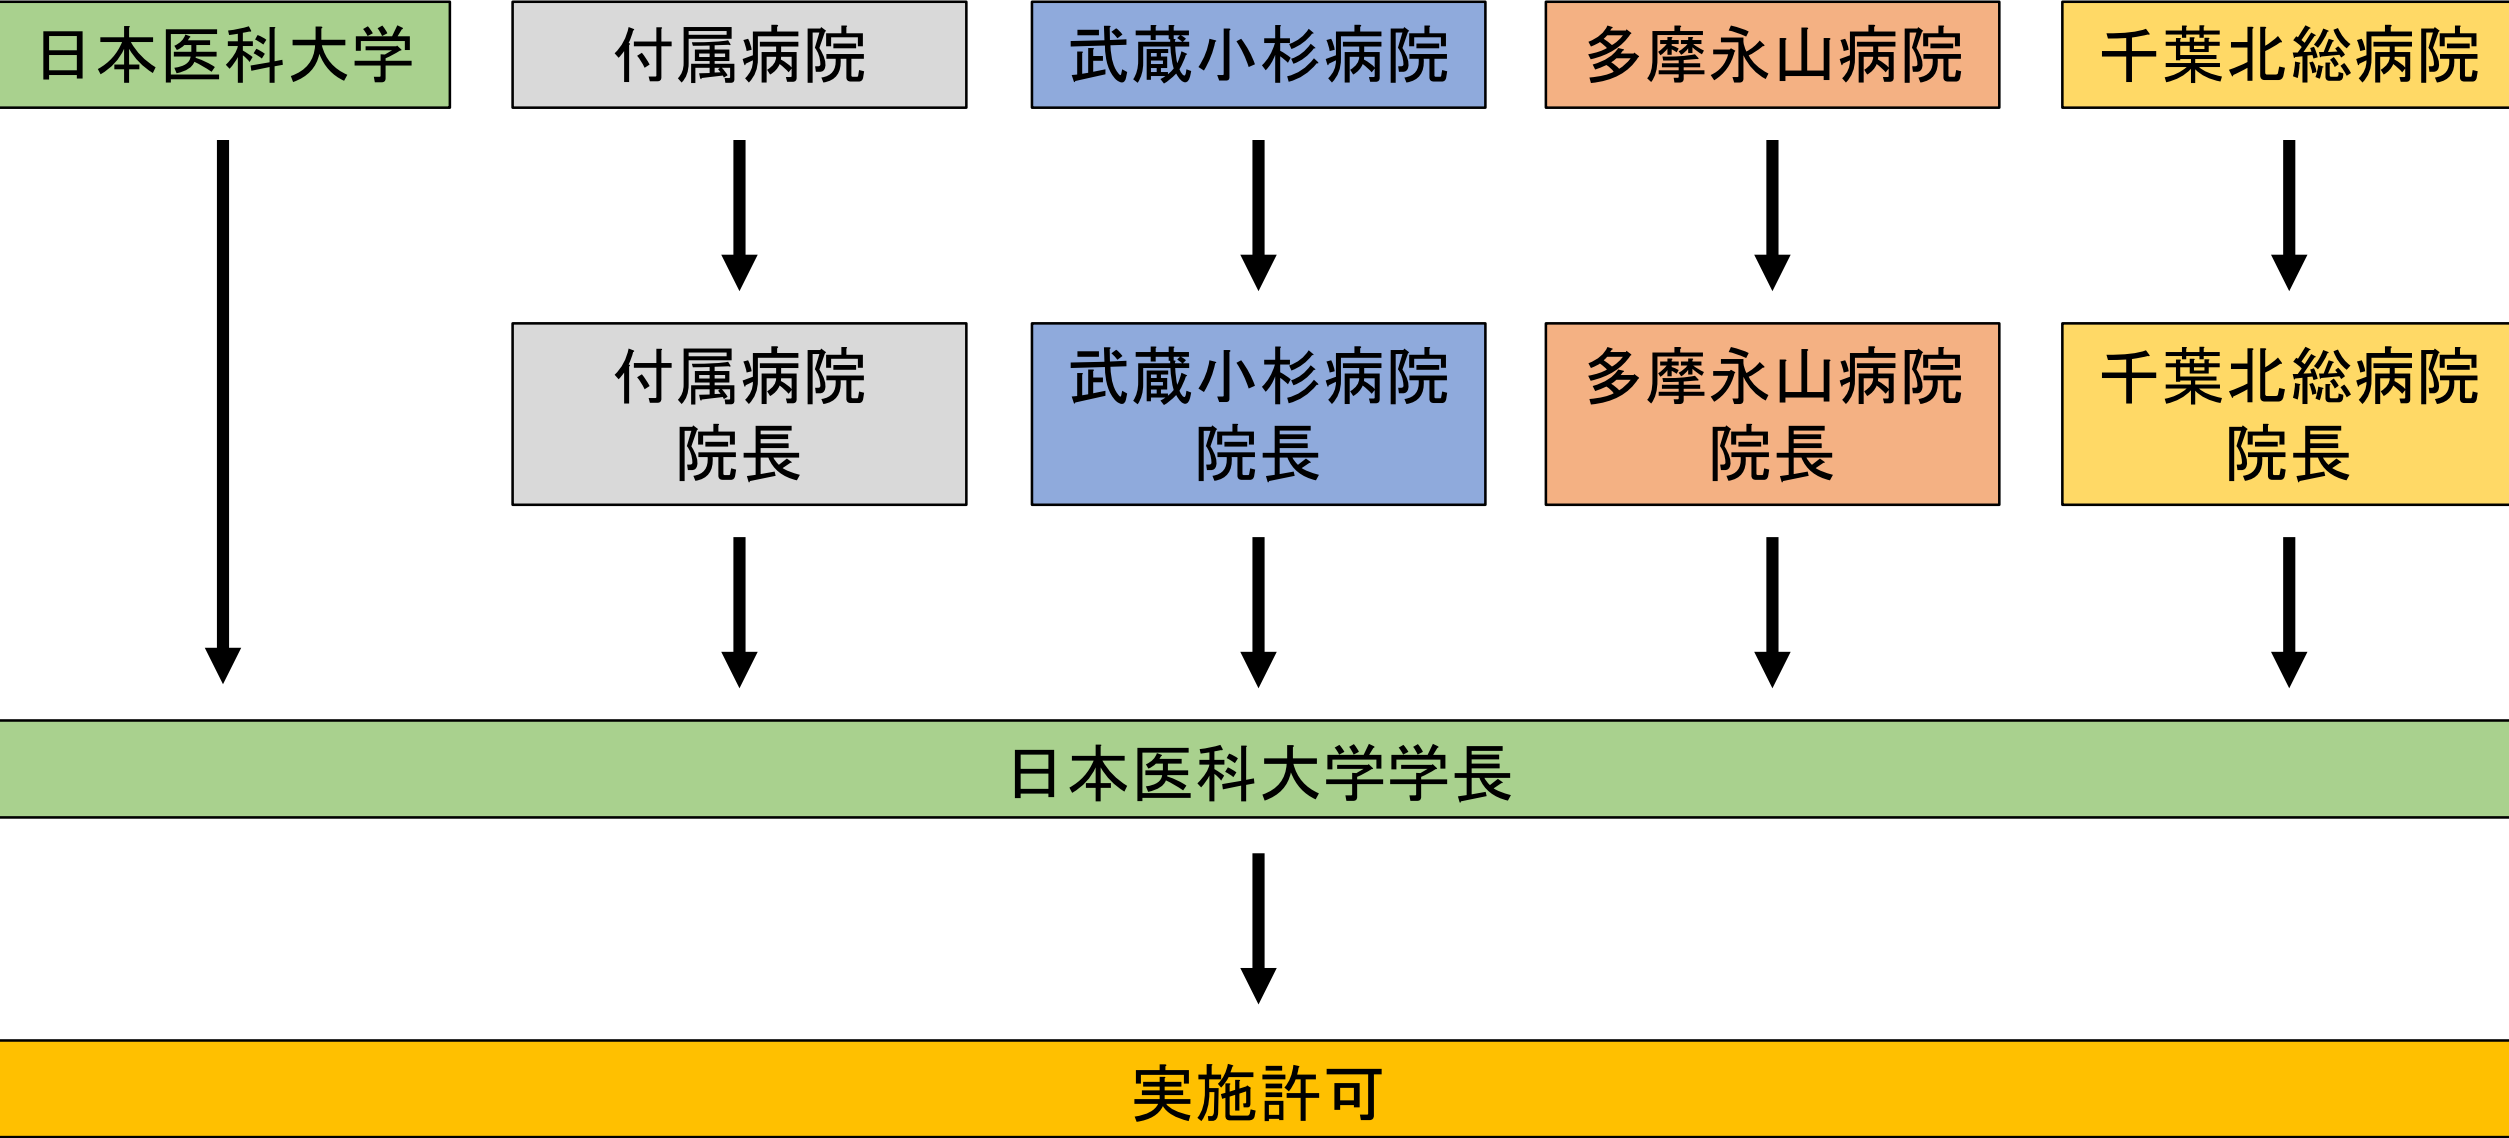 日本医科大学
付属病院
武蔵小杉病院
多摩永山病院
千葉北総病院
付属病院
院長
武蔵小杉病院
院長
多摩永山病院
院長
千葉北総病院
院長
日本医科大学学長
実施許可